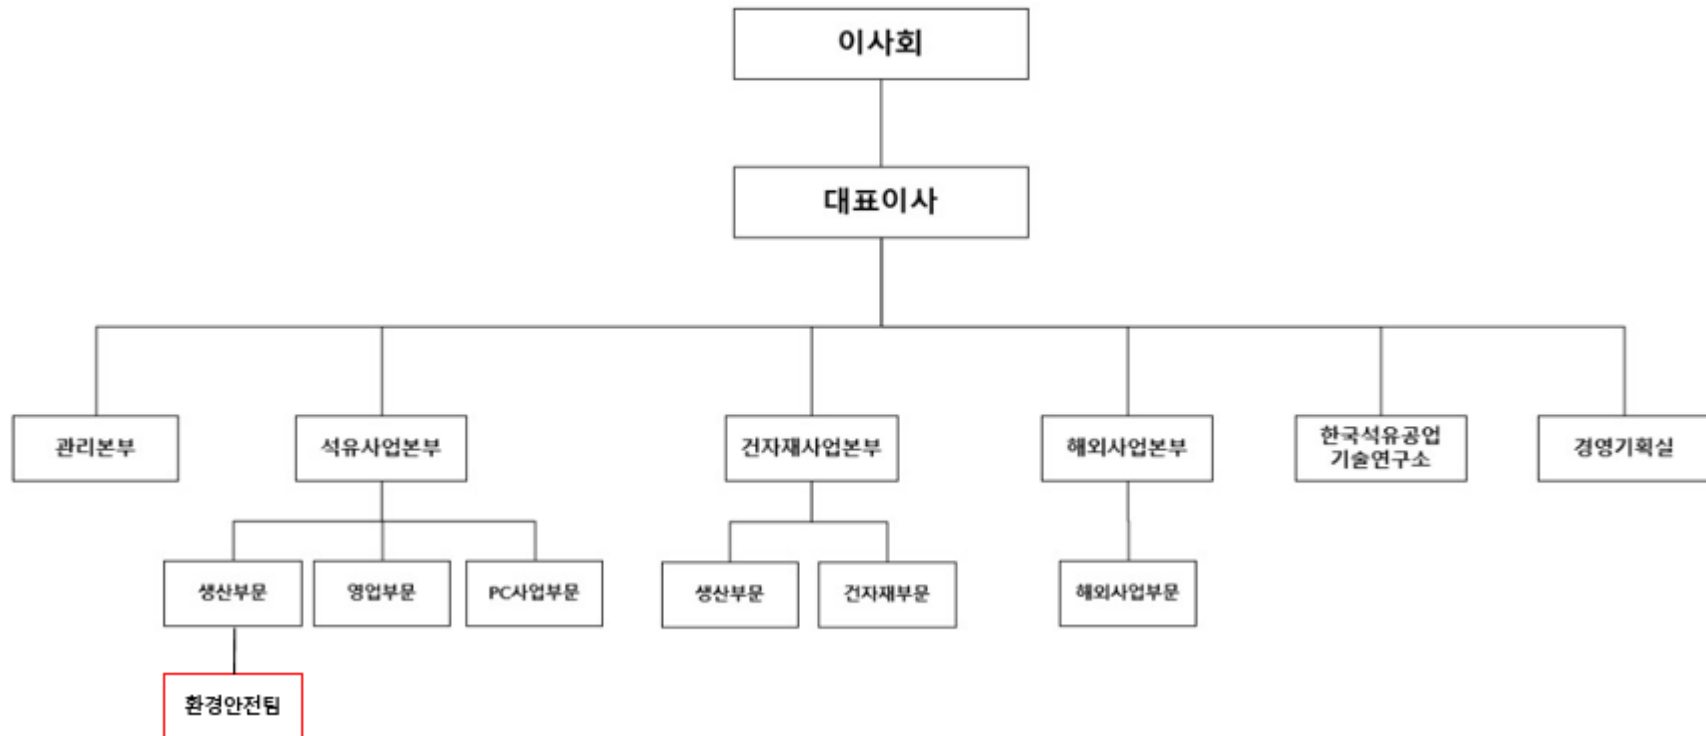 이사회
대표이사
관리본부
석유사업본부
건자재사업본부
해외사업본부
한국석유공업
기술연구소
경영기획실
생산부문
영업부문
PC사업부문
생산부문
건자재부문
해외사업부문
환경안전팀